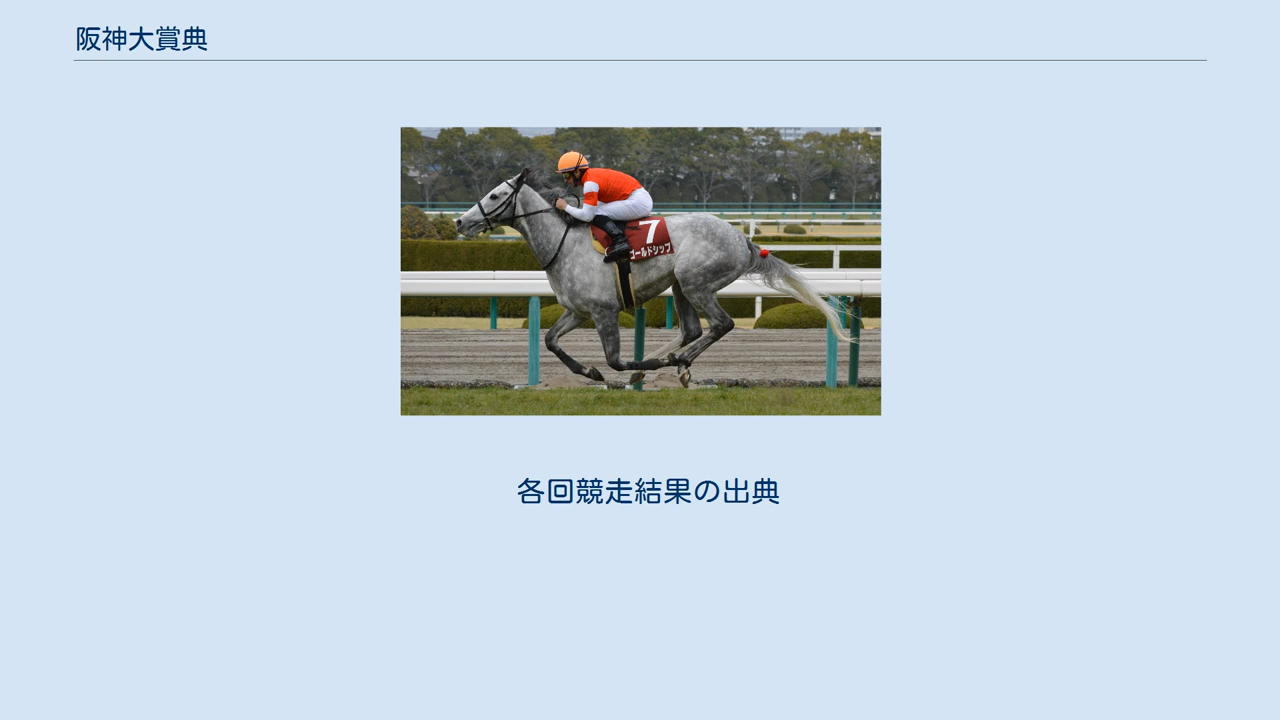 阪神大賞典
7
ゴールドシップ
各回競走結果の出典